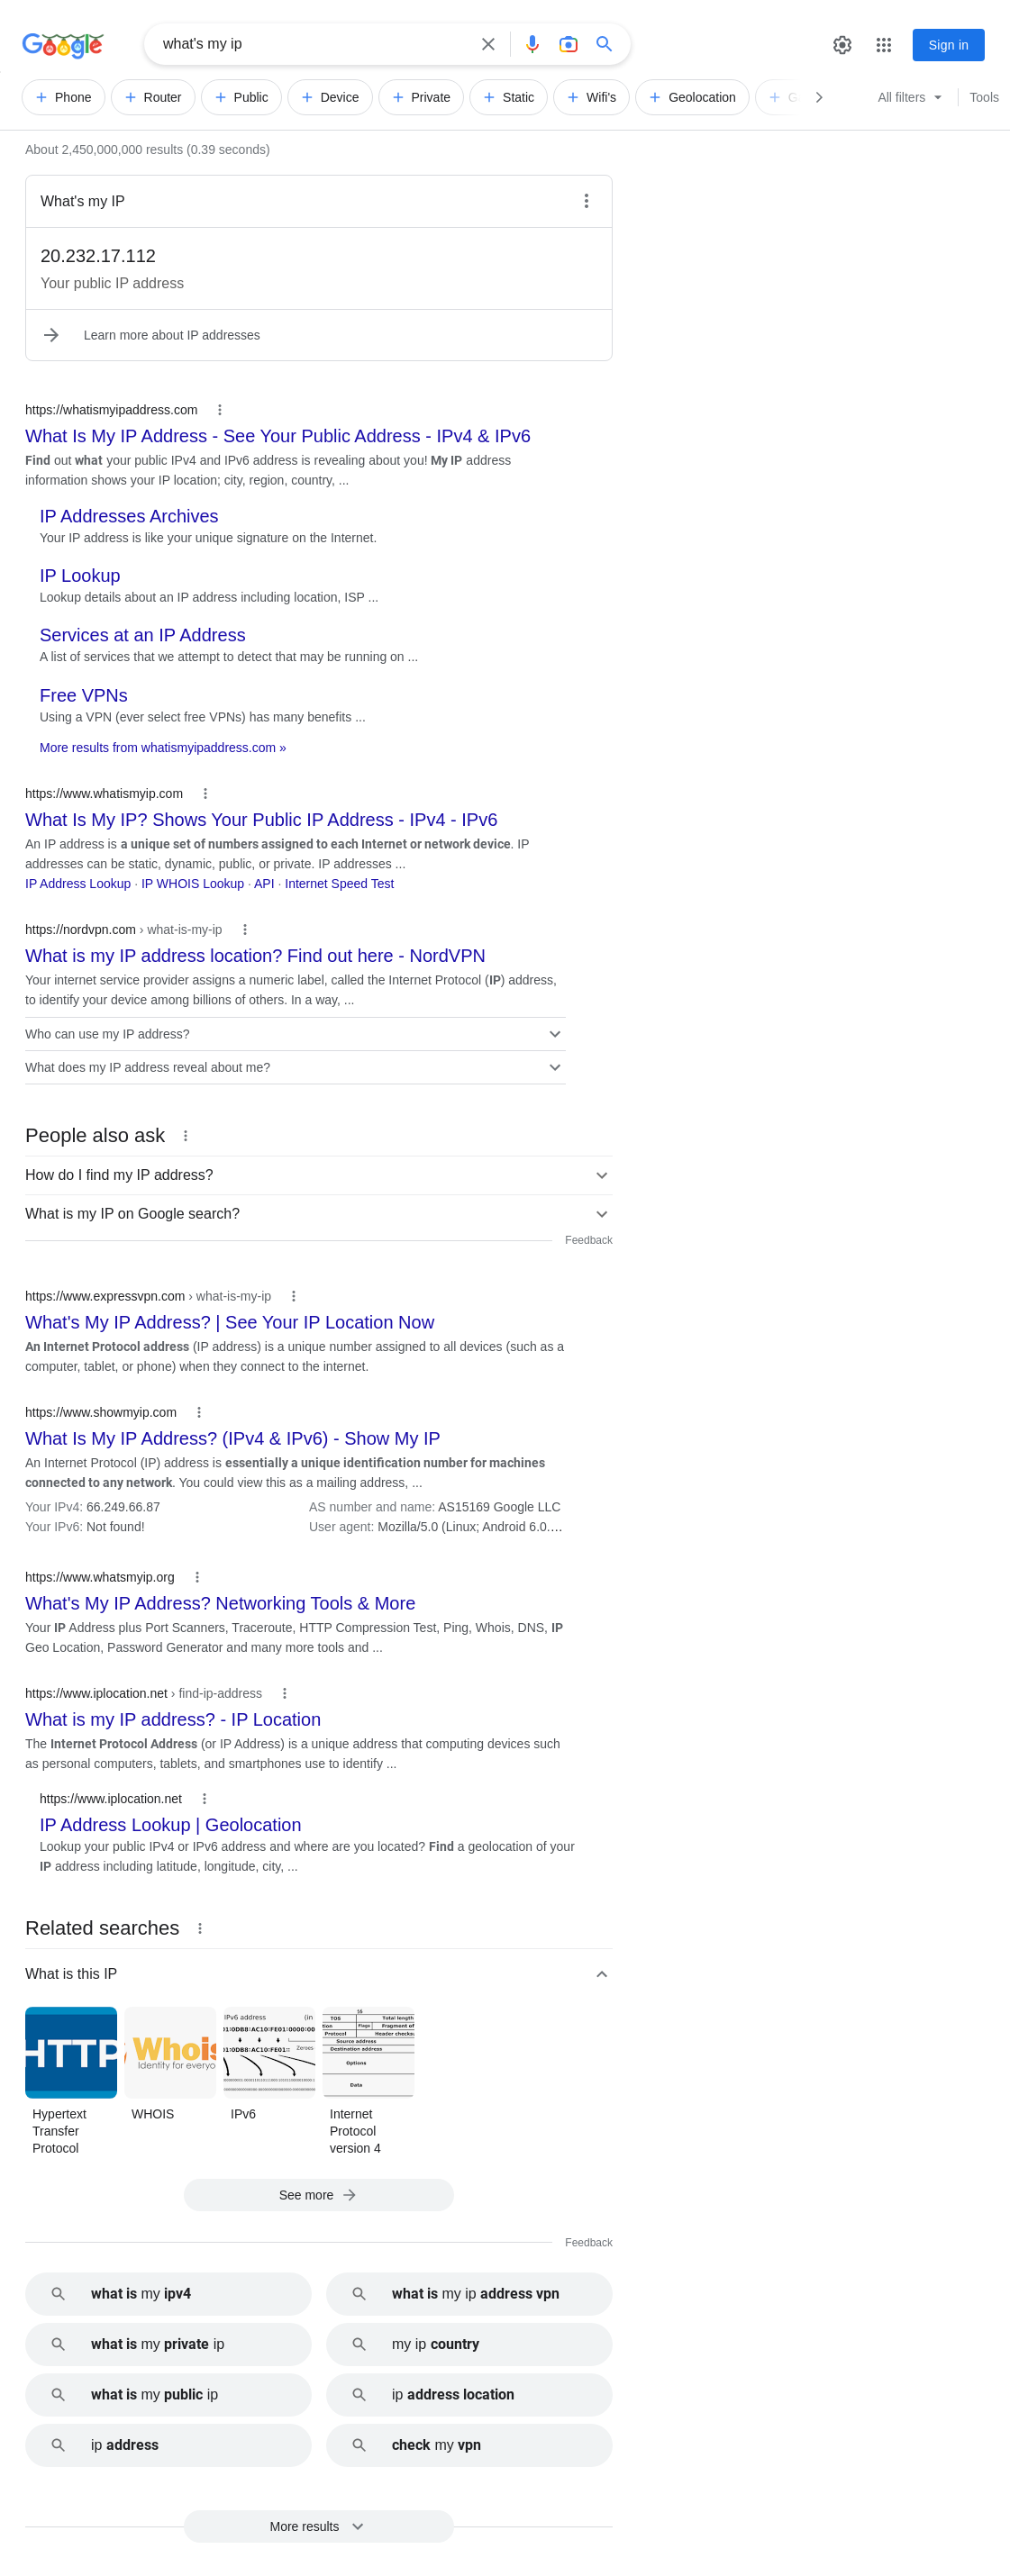 Google
what's my ip
Sign in
Phone
Router
Public
Device
Private
Static
Wifi's
Geolocation
All filters
Tools
About 2,450,000,000 results (0.39 seconds)
What's my IP
20.232.17.112
Your public IP address
Learn more about IP addresses
https://whatismyipaddress.com
What Is My IP Address - See Your Public Address - IPv4 & IPv6
Find out what your public IPv4 and IPv6 address is revealing about you! My IP address
information shows your IP location; city, region, country, ...
IP Addresses Archives
Your IP address is like your unique signature on the Internet.
IP Lookup
Lookup details about an IP address including location, ISP ...
Services at an IP Address
A list of services that we attempt to detect that may be running on ...
Free VPNs
Using a VPN (ever select free VPNs) has many benefits ...
More results from whatismyipaddress.com »
https://www.whatismyip.com
What Is My IP? Shows Your Public IP Address - IPv4 - IPv6
An IP address is a unique set of numbers assigned to each Internet or network device. IP
addresses can be static, dynamic, public, or private. IP addresses ...
IP Address Lookup · IP WHOIS Lookup · API · Internet Speed Test
https://nordvpn.com › what-is-my-ip
What is my IP address location? Find out here - NordVPN
Your internet service provider assigns a numeric label, called the Internet Protocol (IP) address,
to identify your device among billions of others. In a way, ...
Who can use my IP address?
What does my IP address reveal about me?
People also ask
How do I find my IP address?
What is my IP on Google search?
Feedback
https://www.expressvpn.com › what-is-my-ip
What's My IP Address? | See Your IP Location Now
An Internet Protocol address (IP address) is a unique number assigned to all devices (such as a
computer, tablet, or phone) when they connect to the internet.
https://www.showmyip.com
What Is My IP Address? (IPv4 & IPv6) - Show My IP
An Internet Protocol (IP) address is essentially a unique identification number for machines
connected to any network. You could view this as a mailing address, ...
Your IPv4: 66.249.66.87
AS number and name: AS15169 Google LLC
Your IPv6: Not found!
User agent: Mozilla/5.0 (Linux; Android 6.0....
https://www.whatsmyip.org
What's My IP Address? Networking Tools & More
Your IP Address plus Port Scanners, Traceroute, HTTP Compression Test, Ping, Whois, DNS, IP
Geo Location, Password Generator and many more tools and ...
https://www.iplocation.net › find-ip-address
What is my IP address? - IP Location
The Internet Protocol Address (or IP Address) is a unique address that computing devices such
as personal computers, tablets, and smartphones use to identify ...
https://www.iplocation.net
IP Address Lookup | Geolocation
Lookup your public IPv4 or IPv6 address and where are you located? Find a geolocation of your
IP address including latitude, longitude, city, ...
Related searches
What is this IP
HTTP
Whois
Identity for everyo
IPv6 address (in
Zeroes
TOS Total length
Flags Fragment
Protocol Header checksu
Source address
Destination address
Options
Data
Hypertext
Transfer
Protocol
WHOIS
IPv6
Internet
Protocol
version 4
See more
Feedback
what is my ipv4
what is my ip address vpn
what is my private ip
my ip country
what is my public ip
ip address location
ip address
check my vpn
More results